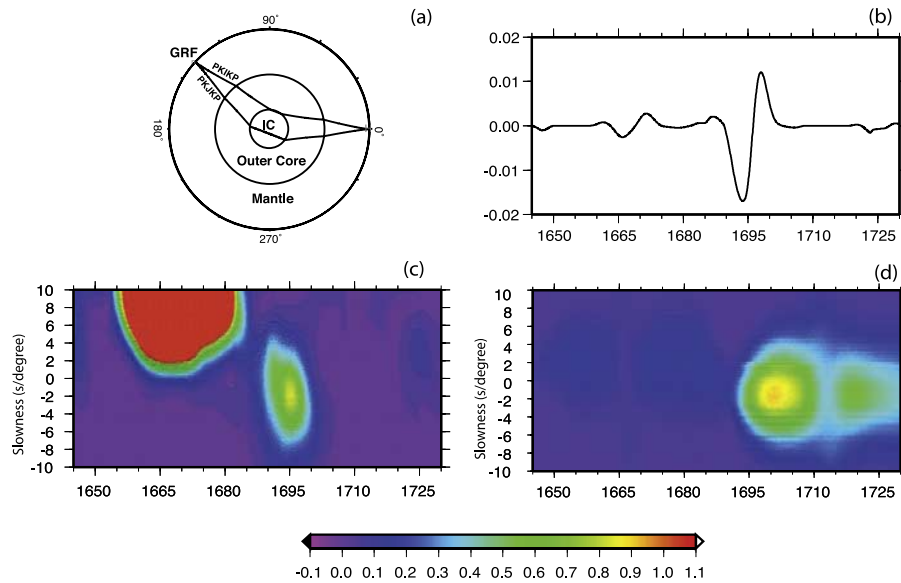 (a)
90°
GRF
PKIKP
PKJKP
IC
180°
0°
Outer Core
Mantle
270°
(b)
0.02
0.01
0.00
-0.01
-0.02
1650 1665 1680 1695 1710 1725
(c)
Slowness (s/degree)
10
8
6
4
2
0
-2
-4
-6
-8
-10
1650 1665 1680 1695 1710 1725
(d)
Slowness (s/degree)
10
8
6
4
2
0
-2
-4
-6
-8
-10
1650 1665 1680 1695 1710 1725
-0.1 0.0 0.1 0.2 0.3 0.4 0.5 0.6 0.7 0.8 0.9 1.0 1.1